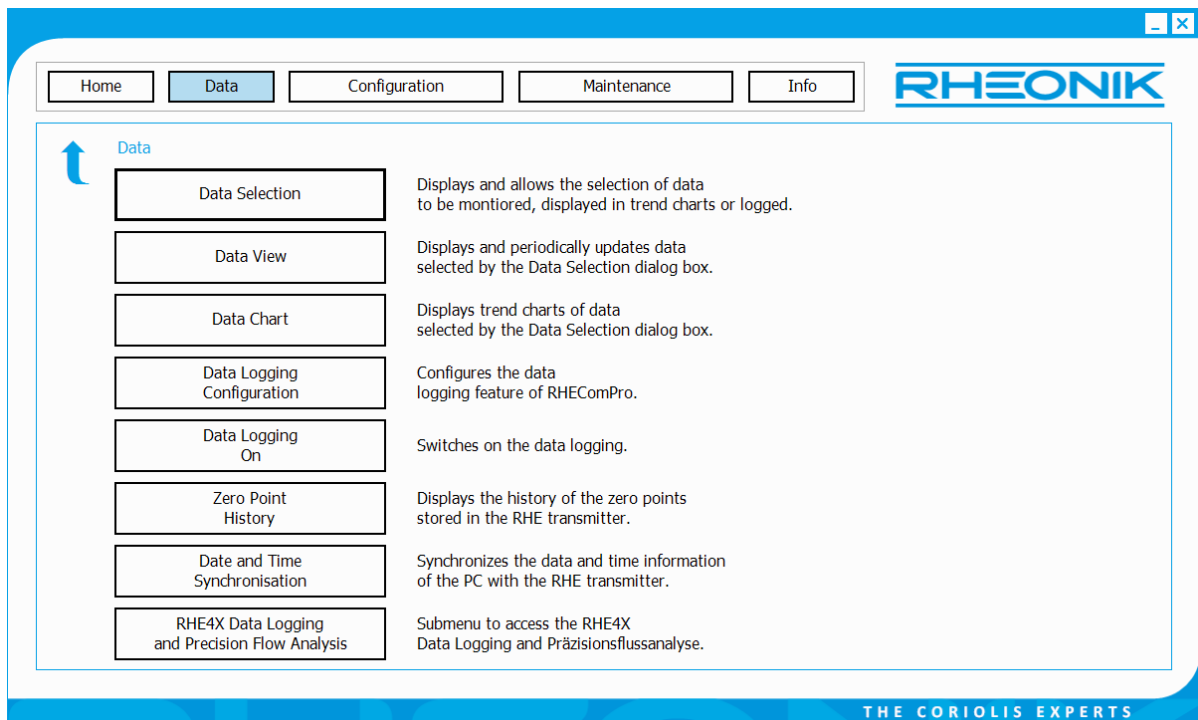 Home
Data
Configuration
Maintenance
Info
RHEONIK
Data
Data Selection
Displays and allows the selection of data
to be montiored, displayed in trend charts or logged.
Data View
Displays and periodically updates data
selected by the Data Selection dialog box.
Data Chart
Displays trend charts of data
selected by the Data Selection dialog box.
Data Logging
Configuration
Configures the data
logging feature of RHEComPro.
Data Logging
On
Switches on the data logging.
Zero Point
History
Displays the history of the zero points
stored in the RHE transmitter.
Date and Time
Synchronisation
Synchronizes the data and time information
of the PC with the RHE transmitter.
RHE4X Data Logging
and Precision Flow Analysis
Submenu to access the RHE4X
Data Logging and Präzisionsflussanalyse.
THE CORIOLIS EXPERTS